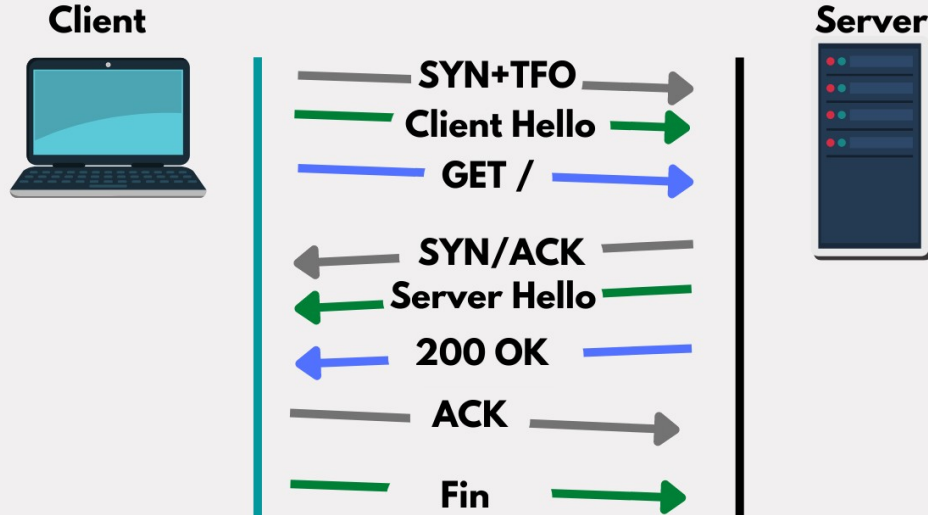 Client
Server
SYN+TFO
Client Hello
GET /
SYN/ACK
Server Hello
200 OK
ACK
Fin